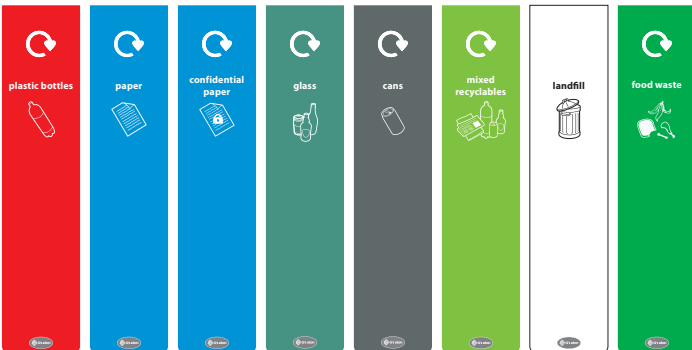 plastic bottles
paper
confidential
paper
glass
cans
mixed
recyclables
landfill
food waste